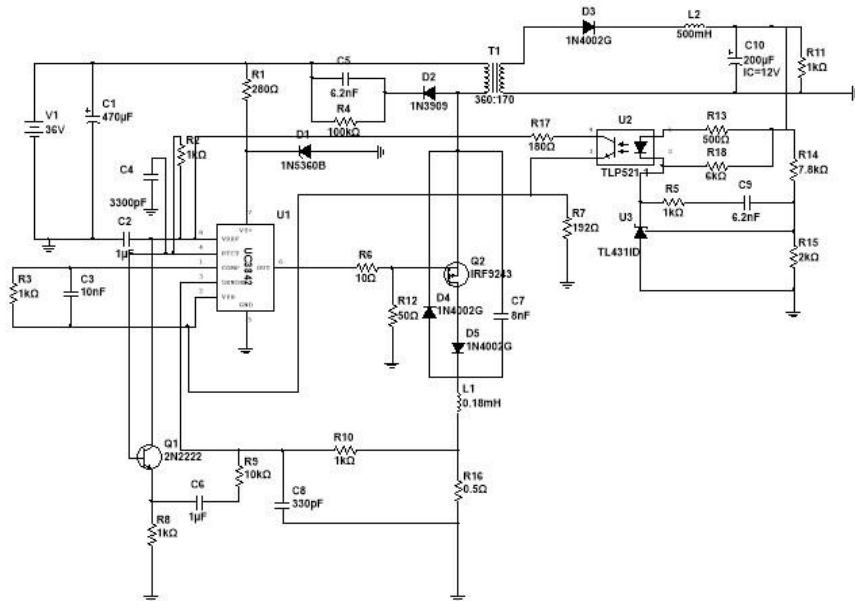 D3
1N4002G
L2
500mH
C10
200µF
IC=12V
R11
1kΩ
T1
360:170
C5
6.2nF
R4
100kΩ
D2
1N3909
R1
280Ω
V1
36V
C1
470µF
R2
1kΩ
D1
1N5360B
C4
3300pF
R17
180Ω
U2
TLP521-1
R13
500Ω
R18
6kΩ
R14
7.8kΩ
R5
1kΩ
C9
6.2nF
U3
TL431ID
R15
2kΩ
R7
192Ω
C2
1µF
U1
UC3842
VREF
RTCT
COMP
VFB
OUT
GND
R3
1kΩ
C3
10nF
R6
10Ω
Q2
IRF9243
R12
50Ω
D4
1N4002G
C7
8nF
D5
1N4002G
L1
0.18mH
Q1
2N2222
R9
10kΩ
R10
1kΩ
R16
0.5Ω
C6
1µF
C8
330pF
R8
1kΩ